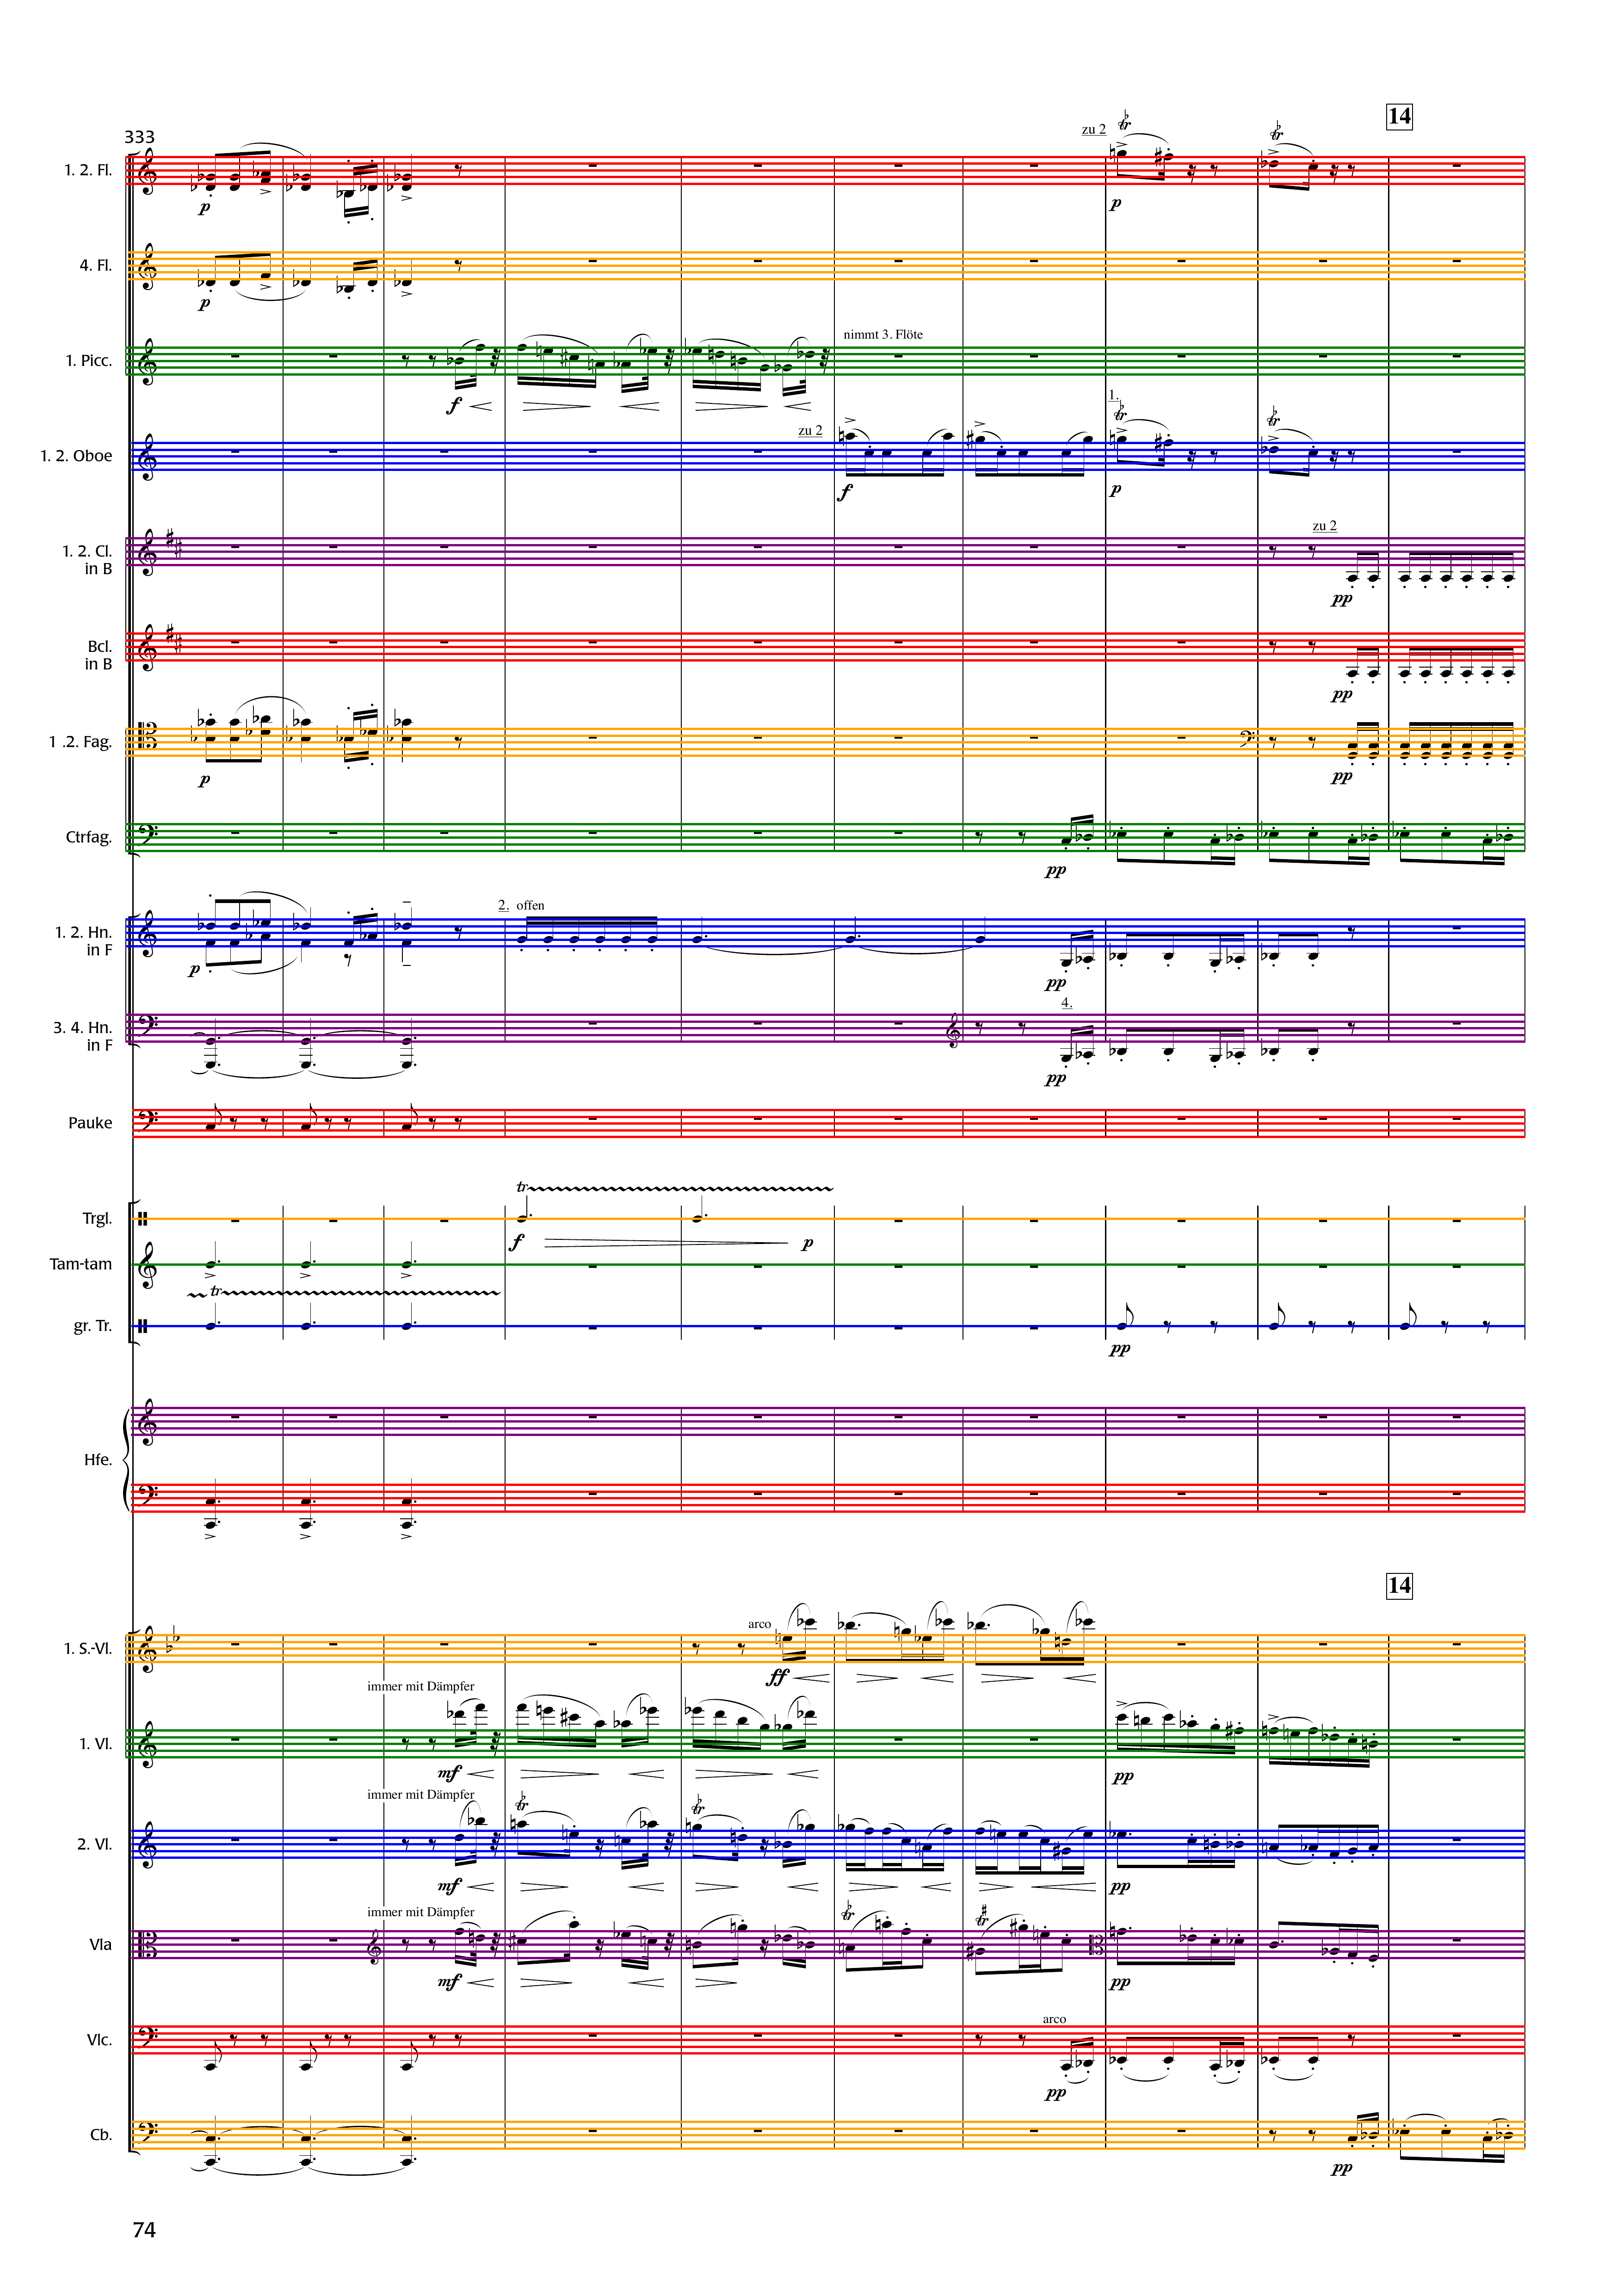 14
333
zu 2
1. 2. Fl.
p
p
4. Fl.
p
nimmt 3. Flöte
1. Picc.
f
1.
zu 2
1. 2. Oboe
f
p
zu 2
1. 2. Cl.
in B
pp
Bcl.
in B
pp
1 .2. Fag.
p
pp
Ctrfag.
pp
2. offen
1. 2. Hn.
in F
p
pp
4.
3. 4. Hn.
in F
pp
Pauke
tr
Trgl.
f
p
Tam-tam
tr
gr. Tr.
pp
Hfe.
14
arco
1. S.-Vl.
ff
immer mit Dämpfer
1. Vl.
mf
pp
immer mit Dämpfer
2. Vl.
mf
pp
immer mit Dämpfer
Vla
mf
pp
arco
Vlc.
pp
Cb.
pp
74